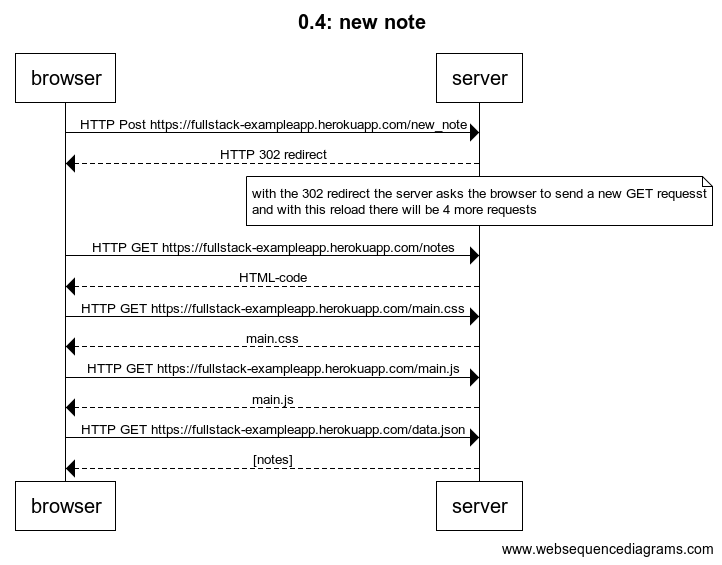 0.4: new note
browser
server
HTTP Post https://fullstack-exampleapp.herokuapp.com/new_note
HTTP 302 redirect
with the 302 redirect the server asks the browser to send a new GET requesst
and with this reload there will be 4 more requests
HTTP GET https://fullstack-exampleapp.herokuapp.com/notes
HTML-code
HTTP GET https://fullstack-exampleapp.herokuapp.com/main.css
main.css
HTTP GET https://fullstack-exampleapp.herokuapp.com/main.js
main.js
HTTP GET https://fullstack-exampleapp.herokuapp.com/data.json
[notes]
browser
server
www.websequencediagrams.com